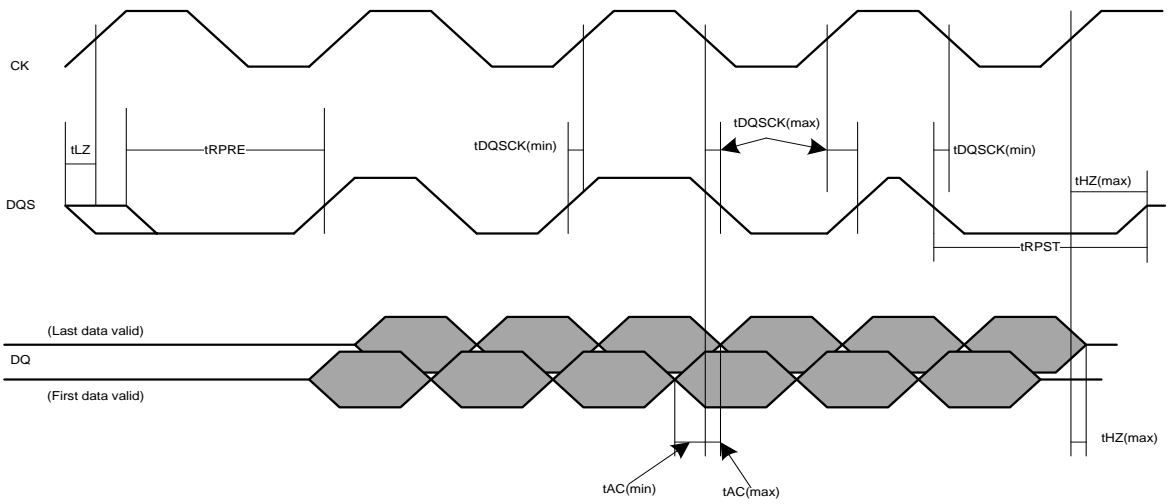 CK
tDQSCK(max)
tLZ
tRPRE
tDQSCK(min)
tDQSCK(min)
tHZ(max)
DQS
tRPST
(Last data valid)
DQ
(First data valid)
tHZ(max)
tAC(min)
tAC(max)